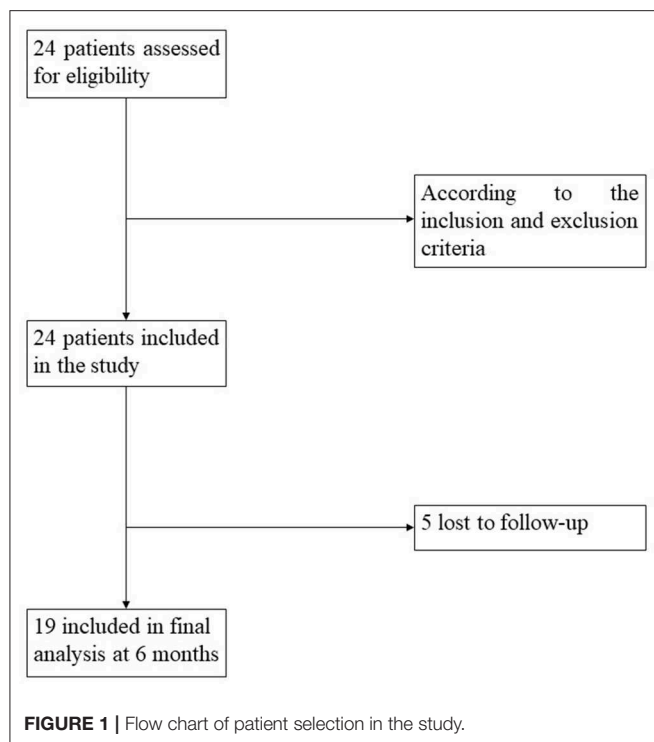 24 patients assessed
for eligibility
According to the
inclusion and exclusion
criteria
24 patients included
in the study
5 lost to follow-up
19 included in final
analysis at 6 months
FIGURE 1 | Flow chart of patient selection in the study.